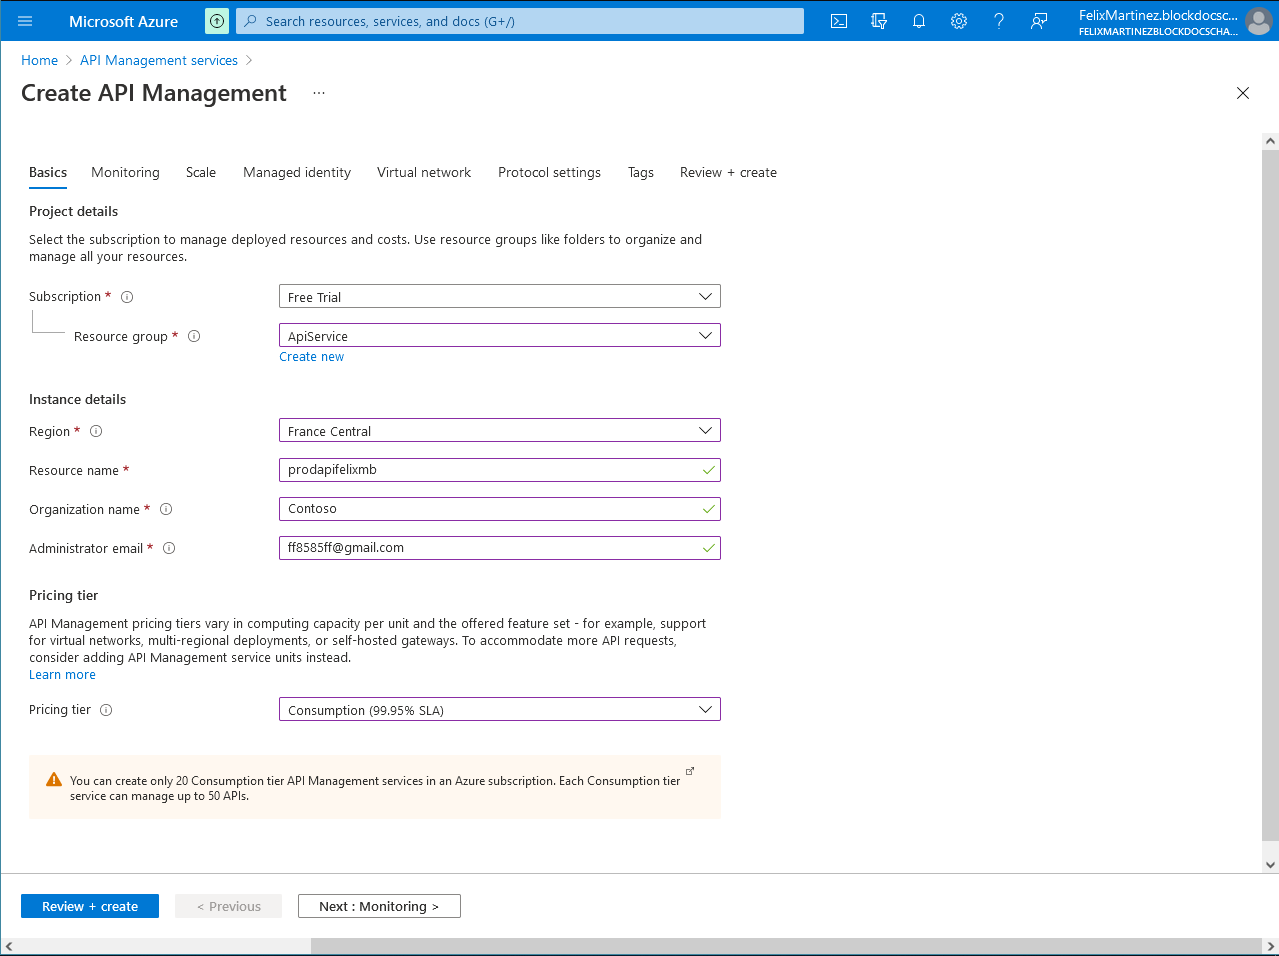 Microsoft Azure
Search resources, services, and docs (G+/)
FelixMartinez.blockdocsc...
FELIXMARTINEZBLOCKDOCSCHA...
Home > API Management services >
Create API Management ...
Basics Monitoring Scale Managed identity Virtual network Protocol settings Tags Review + create
Project details
Select the subscription to manage deployed resources and costs. Use resource groups like folders to organize and
manage all your resources.
Subscription * Free Trial
Resource group * ApiService
Create new
Instance details
Region * France Central
Resource name * prodapifelixmb
Organization name * Contoso
Administrator email * ff8585ff@gmail.com
Pricing tier
API Management pricing tiers vary in computing capacity per unit and the offered feature set - for example, support
for virtual networks, multi-regional deployments, or self-hosted gateways. To accommodate more API requests,
consider adding API Management service units instead.
Learn more
Pricing tier Consumption (99.95% SLA)
You can create only 20 Consumption tier API Management services in an Azure subscription. Each Consumption tier
service can manage up to 50 APIs.
Review + create < Previous Next : Monitoring >